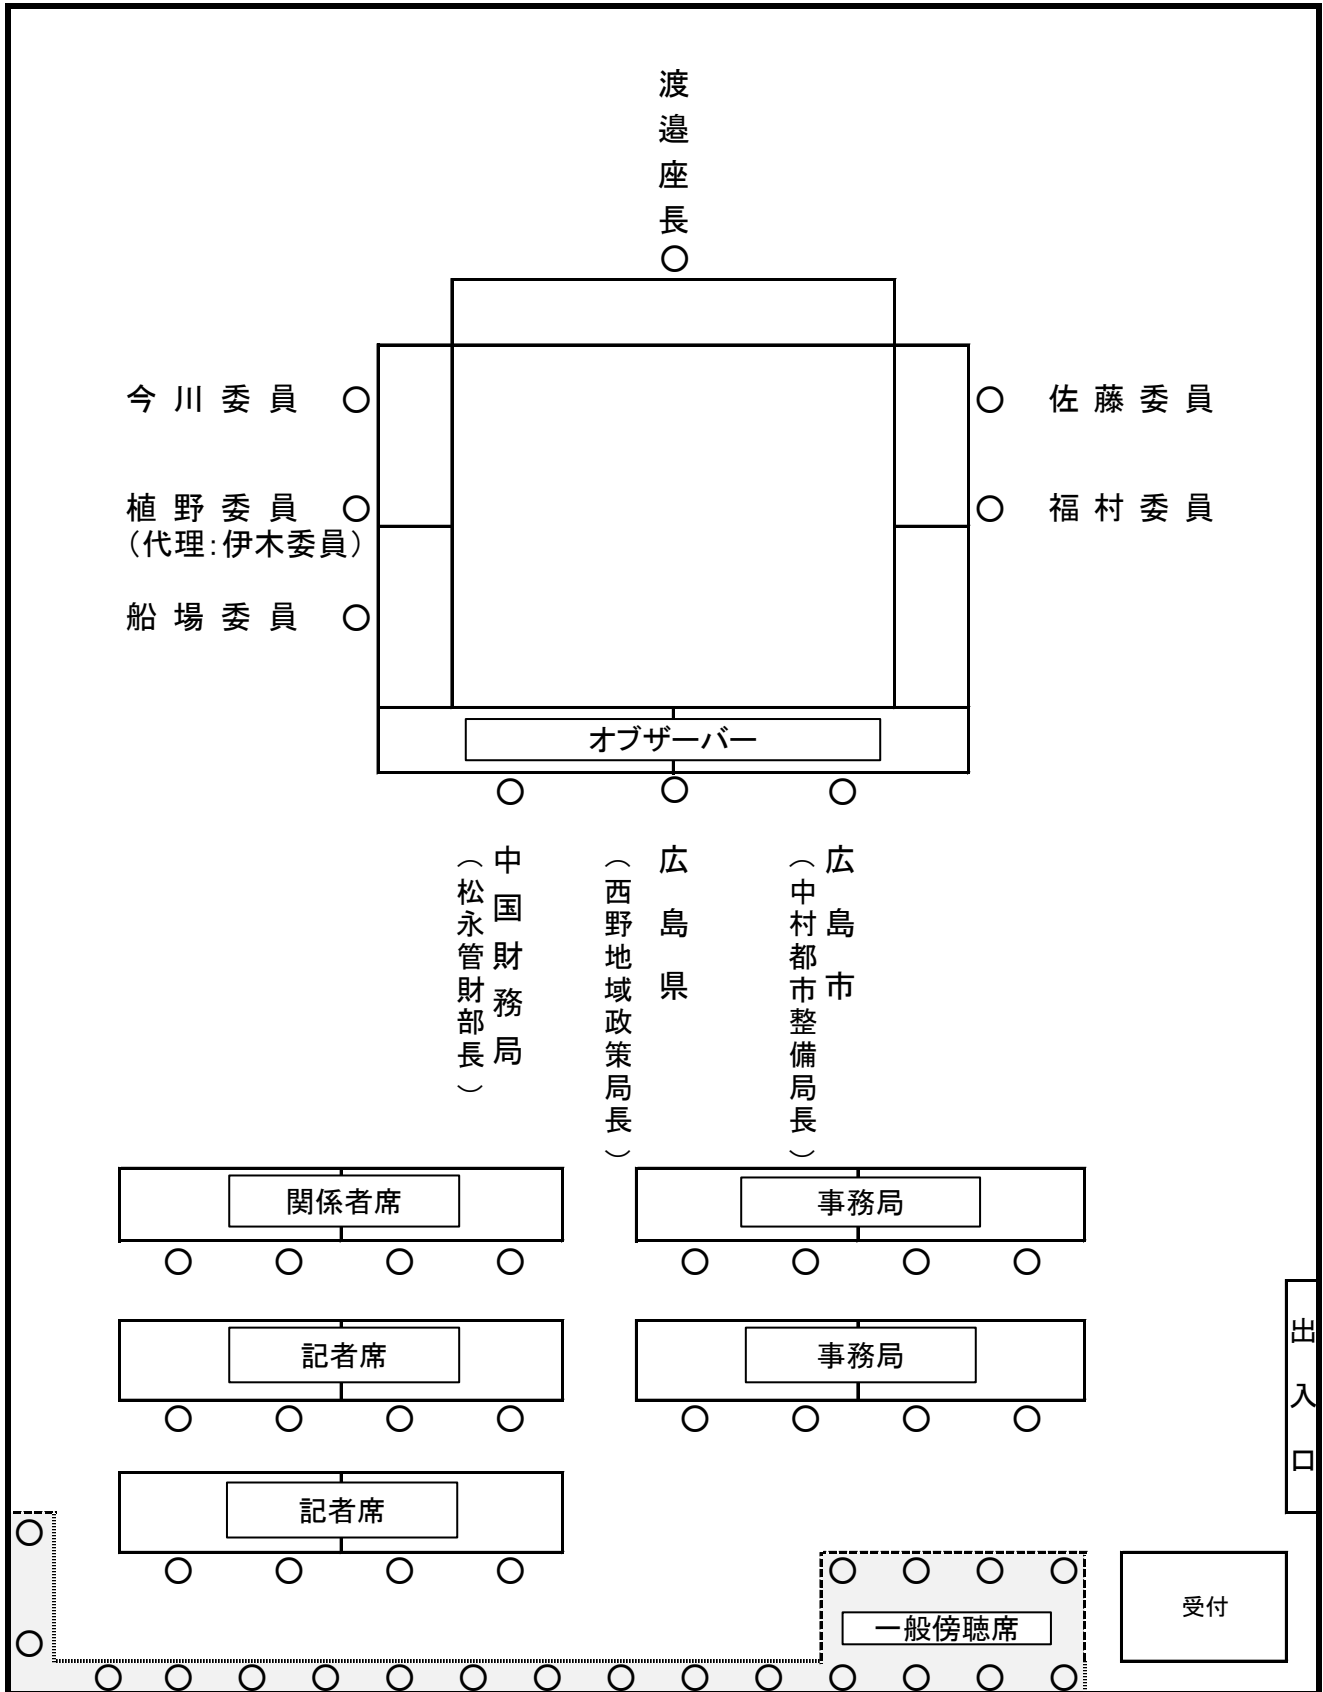 渡邉座長
今川委員
佐藤委員
植野委員
（代理：伊木委員）
福村委員
船場委員
オブザーバー
中国財務局
（松永管財部長）
広島県
（西野地域政策局長）
広島市
（中村都市整備局長）
関係者席
事務局
記者席
事務局
出入口
記者席
受付
一般傍聴席